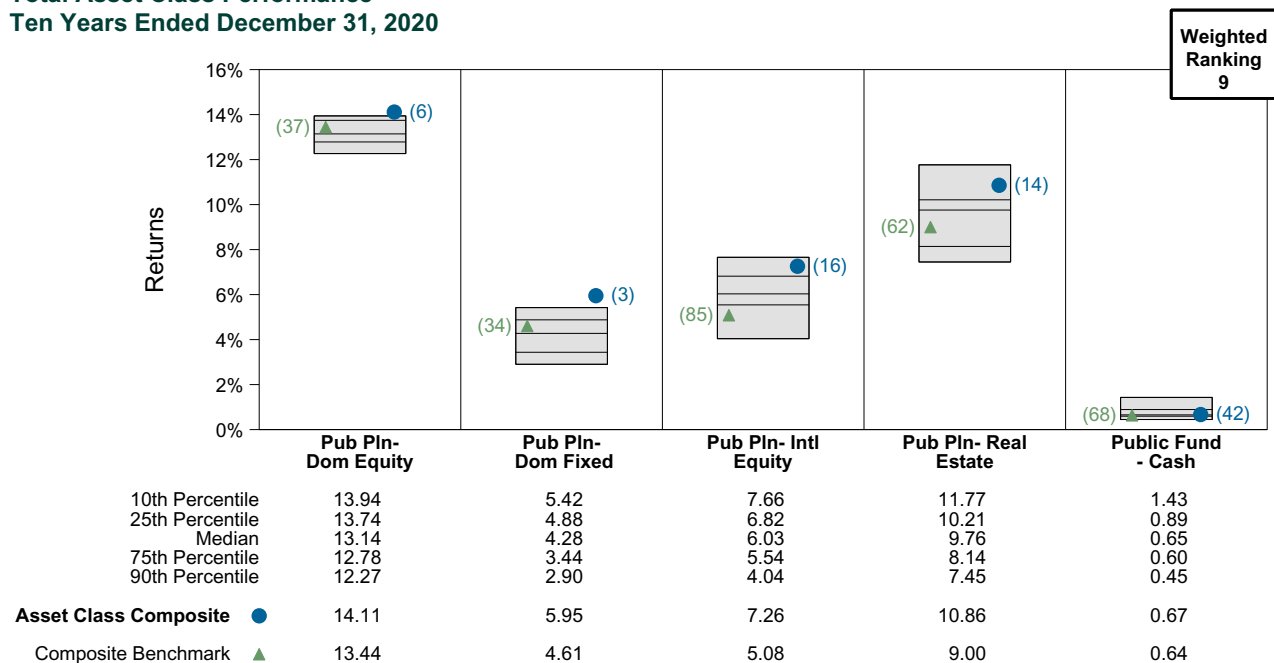 Ten Years Ended December 31, 2020
Weighted
Ranking
9
Returns
16%
14%
12%
10%
8%
6%
4%
2%
0%
(37)
(6)
(34)
(3)
(85)
(16)
(62)
(14)
(68)
(42)
Pub Pln-
Dom Equity
Pub Pln-
Dom Fixed
Pub Pln- Intl
Equity
Pub Pln- Real
Estate
Public Fund
- Cash
10th Percentile 13.94 5.42 7.66 11.77 1.43
25th Percentile 13.74 4.88 6.82 10.21 0.89
Median 13.14 4.28 6.03 9.76 0.65
75th Percentile 12.78 3.44 5.54 8.14 0.60
90th Percentile 12.27 2.90 4.04 7.45 0.45
Asset Class Composite 14.11 5.95 7.26 10.86 0.67
Composite Benchmark 13.44 4.61 5.08 9.00 0.64